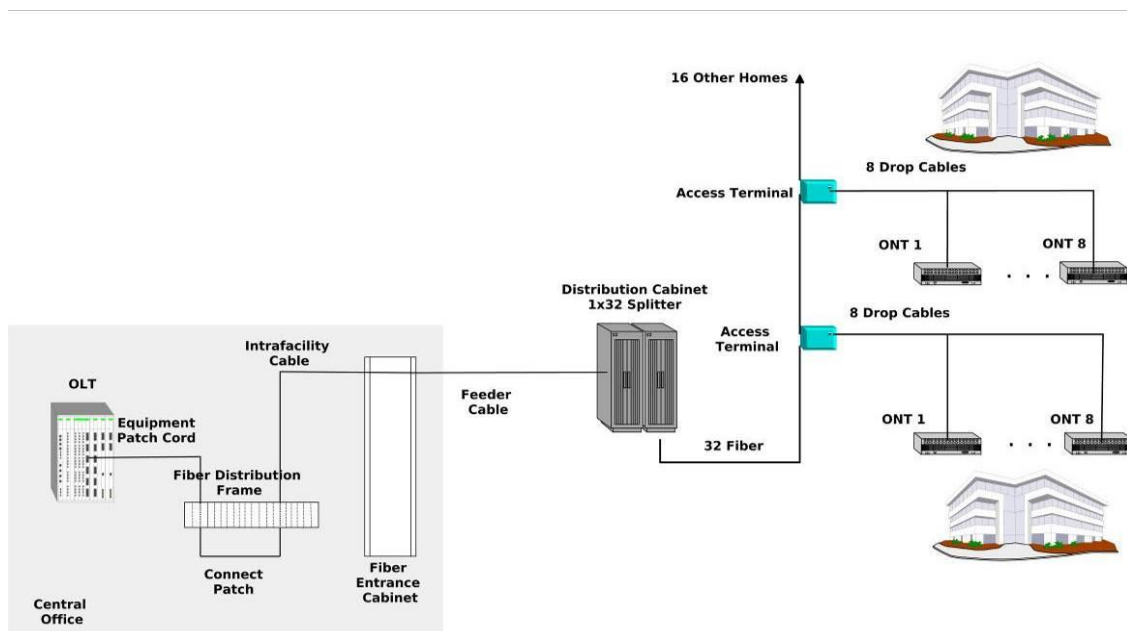 16 Other Homes
8 Drop Cables
Access Terminal
ONT 1
ONT 8
Distribution Cabinet
1x32 Splitter
8 Drop Cables
Access
Terminal
Intrafacility
Cable
OLT
Feeder
Cable
Equipment
Patch Cord
ONT 1
ONT 8
32 Fiber
Fiber Distribution
Frame
Connect
Patch
Fiber
Entrance
Cabinet
Central
Office